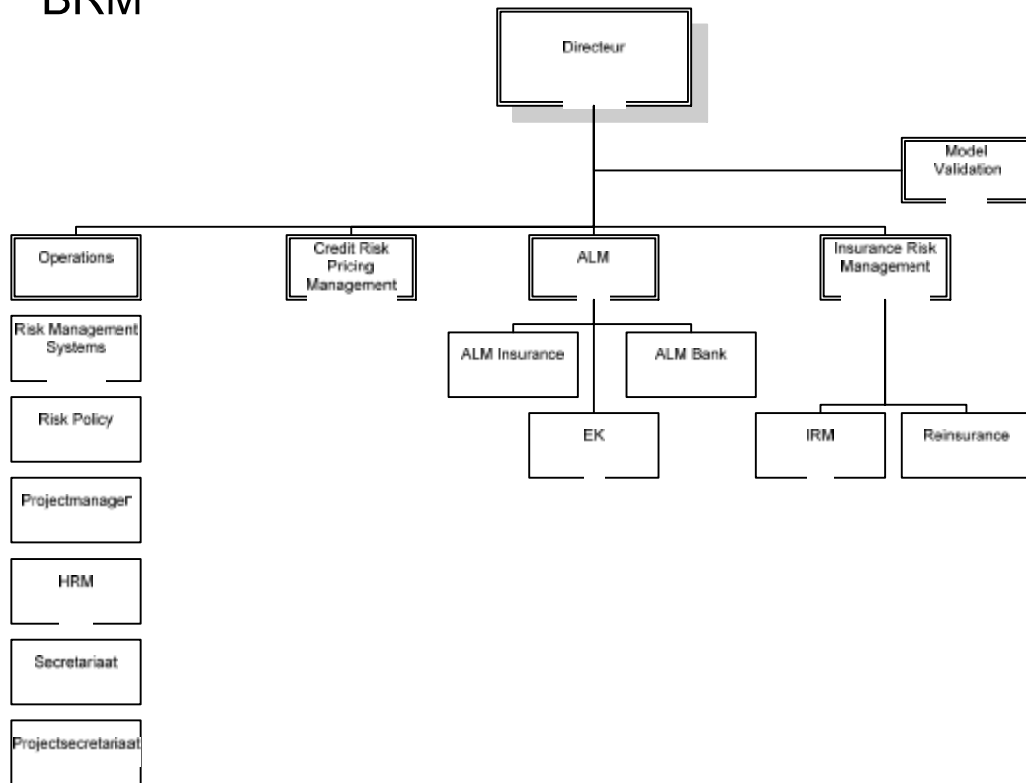 BRM
Directeur
Model
Validation
Operations
Credit Risk
Pricing
Management
ALM
Insurance Risk
Management
Risk Management
Systems
ALM Insurance
ALM Bank
Risk Policy
EK
IRM
Reinsurance
Projectmanager
HRM
Secretariaat
Projectsecretariaat